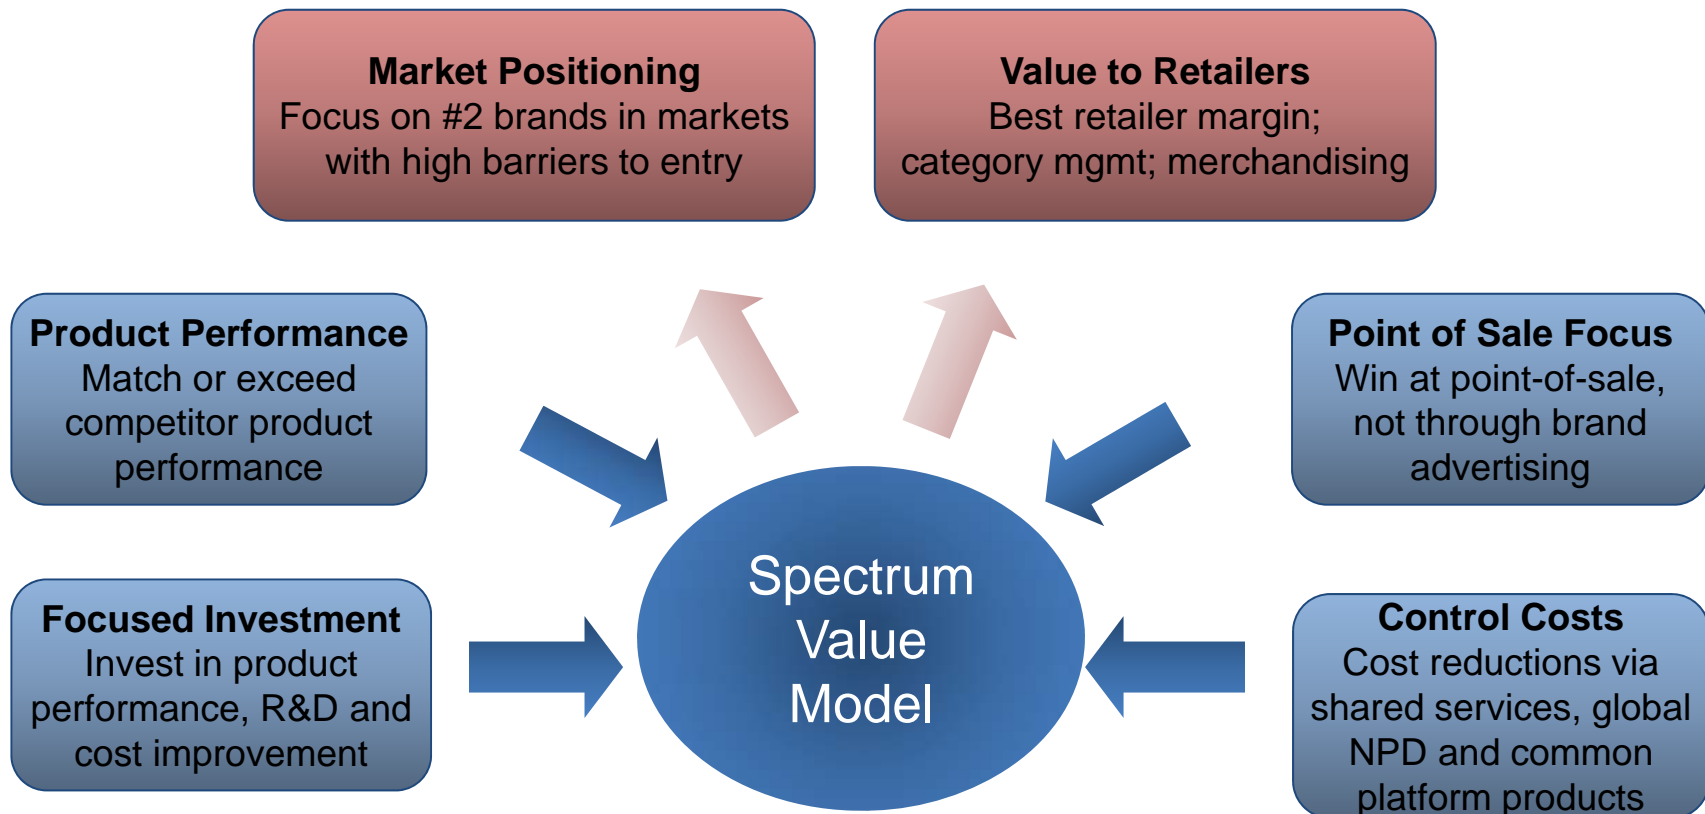 Market Positioning
Focus on #2 brands in markets
with high barriers to entry
Value to Retailers
Best retailer margin;
category mgmt; merchandising
Product Performance
Match or exceed
competitor product
performance
Point of Sale Focus
Win at point-of-sale,
not through brand
advertising
Focused Investment
Invest in product
performance, R&D and
cost improvement
Spectrum
Value
Model
Control Costs
Cost reductions via
shared services, global
NPD and common
platform products